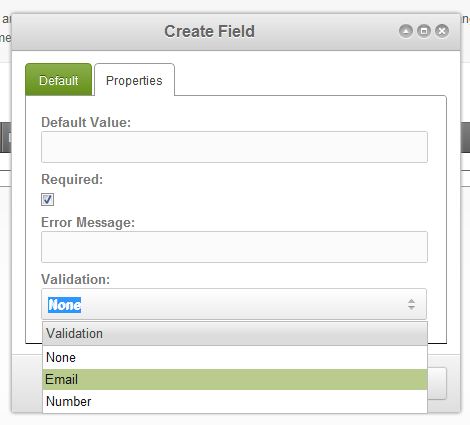 Create Field
Default
Properties
Default Value:
Required:
Error Message:
Validation:
None
Validation
None
Email
Number